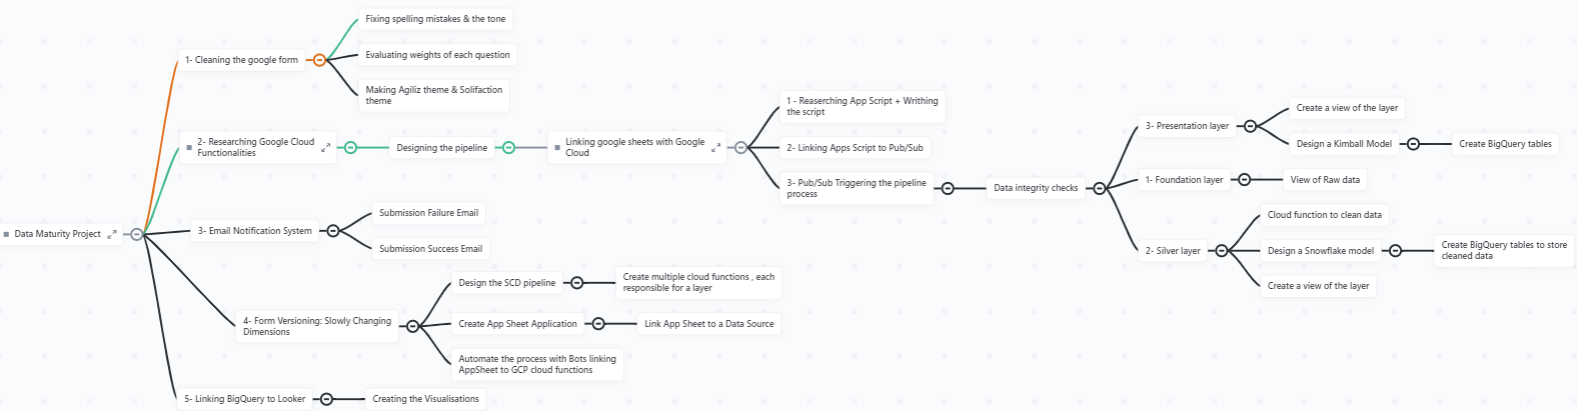 Data Maturity Project
1- Cleaning the google form
Fixing spelling mistakes & the tone
Evaluating weights of each question
Making Agiliz theme & Solifaction
theme
2- Researching Google Cloud
Functionalities
Designing the pipeline
Linking google sheets with Google
Cloud
1 - Reaserching App Script + Writhing
the script
2- Linking Apps Script to Pub/Sub
3- Pub/Sub Triggering the pipeline
process
Data integrity checks
3- Presentation layer
Create a view of the layer
Design a Kimball Model
Create BigQuery tables
1- Foundation layer
View of Raw data
2- Silver layer
Cloud function to clean data
Design a Snowflake model
Create BigQuery tables to store
cleaned data
Create a view of the layer
3- Email Notification System
Submission Failure Email
Submission Success Email
4- Form Versioning: Slowly Changing
Dimensions
Design the SCD pipeline
Create multiple cloud functions , each
responsible for a layer
Create App Sheet Application
Link App Sheet to a Data Source
Automate the process with Bots linking
AppSheet to GCP cloud functions
5- Linking BigQuery to Looker
Creating the Visualisations